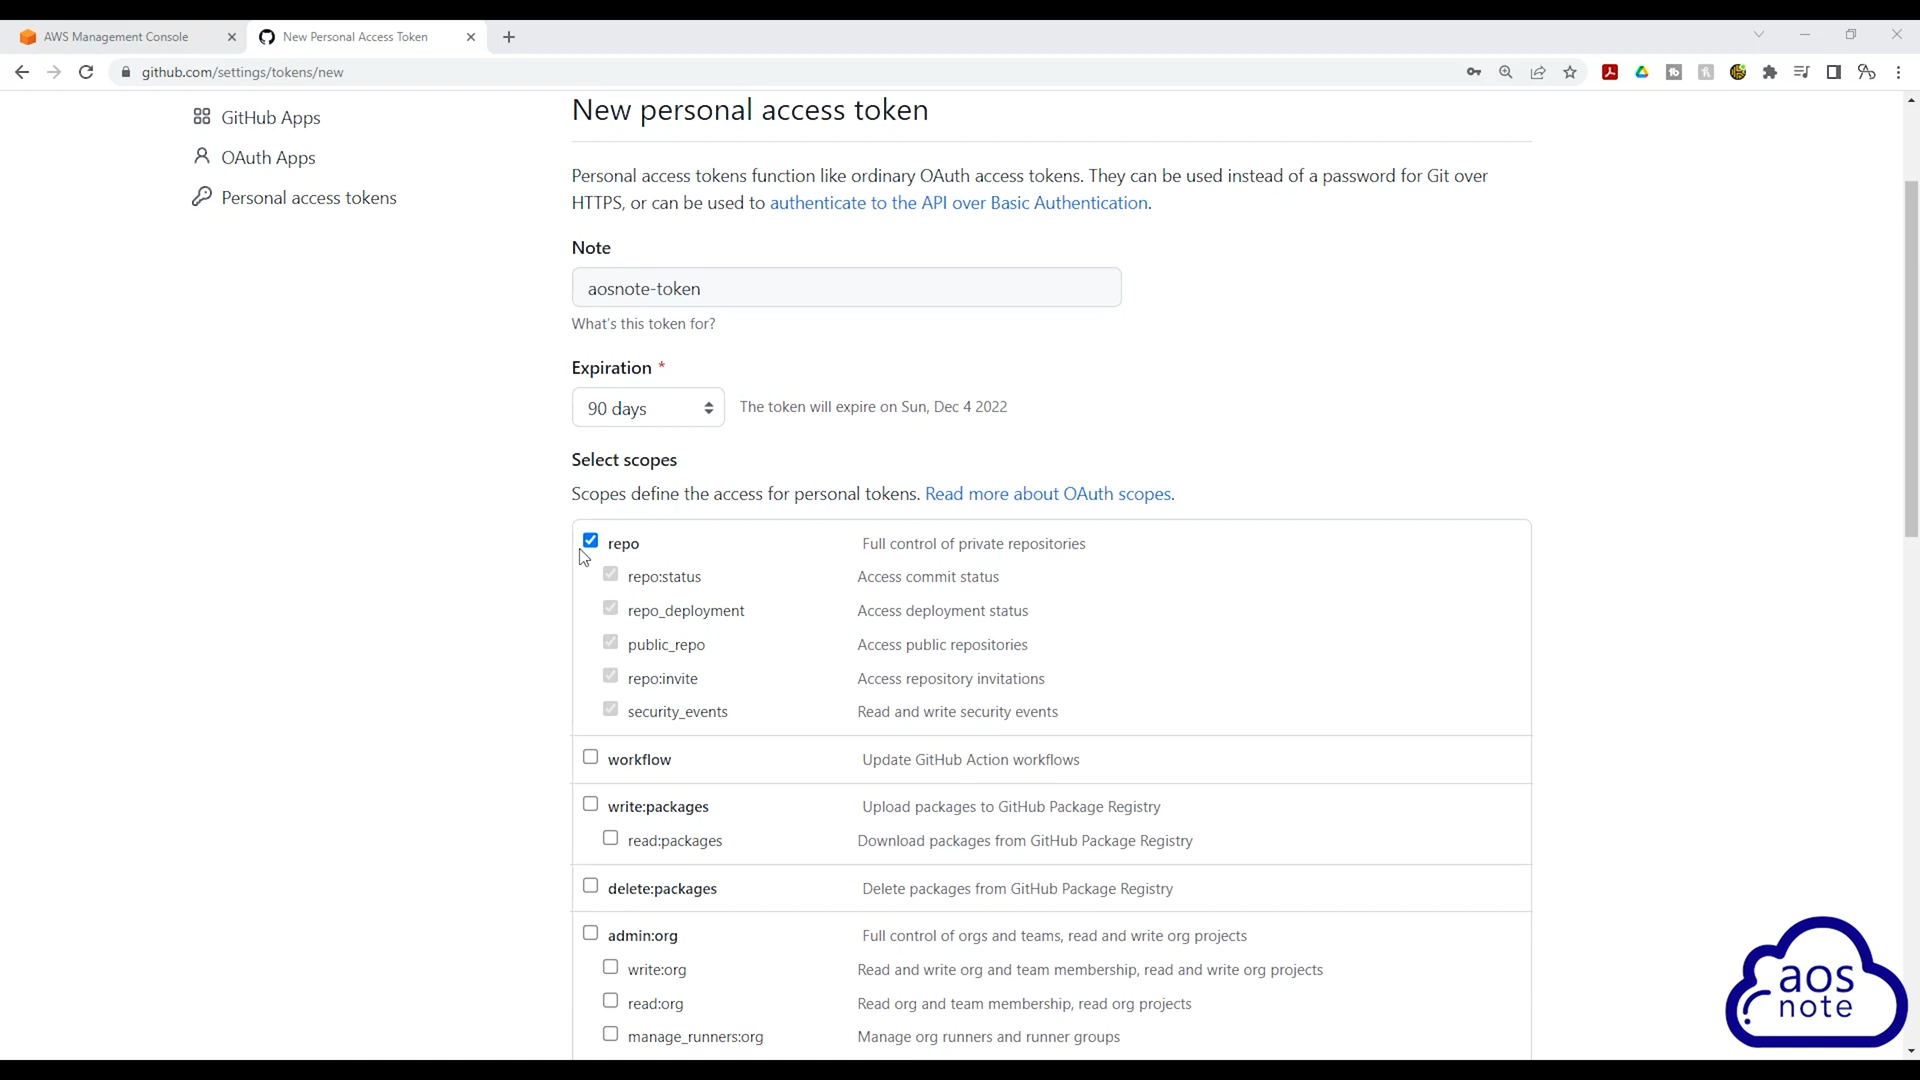 AWS Management Console
New Personal Access Token
github.com/settings/tokens/new
GitHub Apps
OAuth Apps
Personal access tokens
New personal access token
Personal access tokens function like ordinary OAuth access tokens. They can be used instead of a password for Git over
HTTPS, or can be used to authenticate to the API over Basic Authentication.
Note
aosnote-token
What's this token for?
Expiration *
90 days
The token will expire on Sun, Dec 4 2022
Select scopes
Scopes define the access for personal tokens. Read more about OAuth scopes.
repo Full control of private repositories
repo:status Access commit status
repo_deployment Access deployment status
public_repo Access public repositories
repo:invite Access repository invitations
security_events Read and write security events
workflow Update GitHub Action workflows
write:packages Upload packages to GitHub Package Registry
read:packages Download packages from GitHub Package Registry
delete:packages Delete packages from GitHub Package Registry
admin:org Full control of orgs and teams, read and write org projects
write:org Read and write org and team membership, read and write org projects
read:org Read org and team membership, read org projects
manage_runners:org Manage org runners and runner groups
aos
note